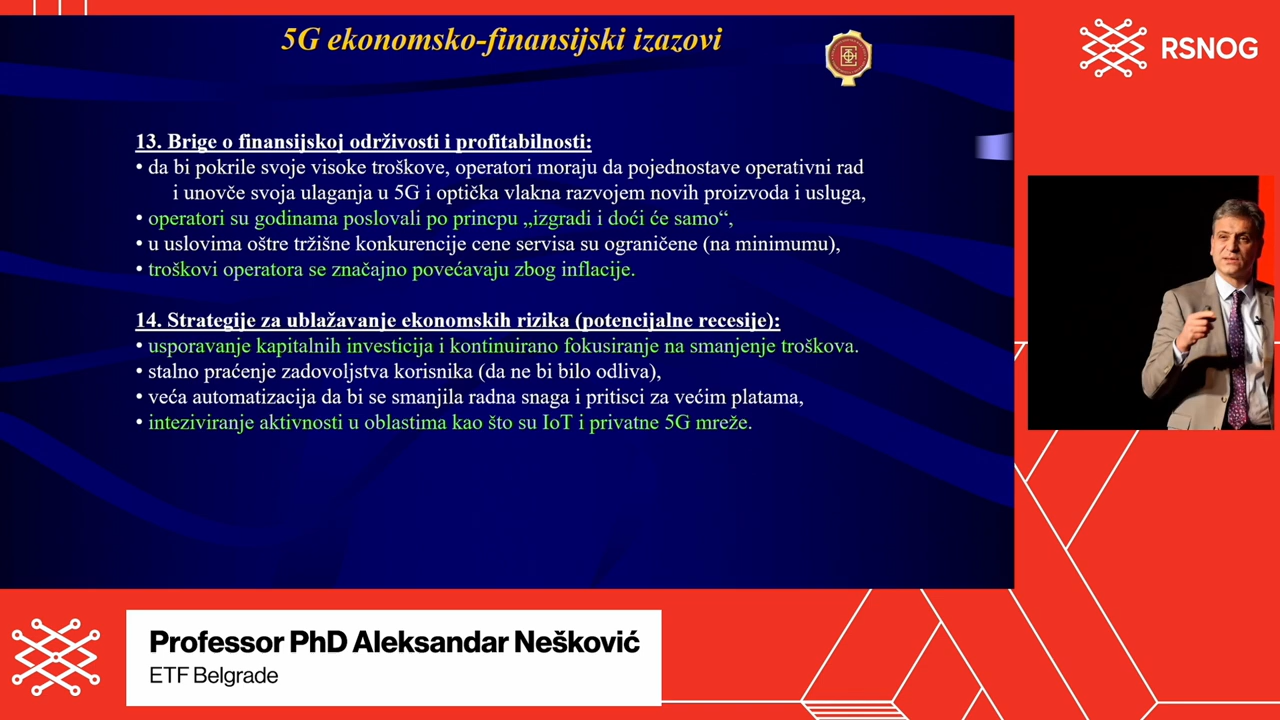 5G ekonomsko-finansijski izazovi
RSNOG
13. Brige o finansijskoj održivosti i profitabilnosti:
• da bi pokrile svoje visoke troškove, operatori moraju da pojednostave operativni rad
i unovče svoja ulaganja u 5G i optička vlakna razvojem novih proizvoda i usluga,
• operatori su godinama poslovali po princpu „izgradi i doći će samo“,
• u uslovima oštre tržišne konkurencije cene servisa su ograničene (na minimumu),
• troškovi operatora se značajno povećavaju zbog inflacije.
14. Strategije za ublažavanje ekonomskih rizika (potencijalne recesije):
• usporavanje kapitalnih investicija i kontinuirano fokusiranje na smanjenje troškova.
• stalno praćenje zadovoljstva korisnika (da ne bi bilo odliva),
• veća automatizacija da bi se smanjila radna snaga i pritisci za većim platama,
• inteziviranje aktivnosti u oblastima kao što su IoT i privatne 5G mreže.
Professor PhD Aleksandar Nešković
ETF Belgrade